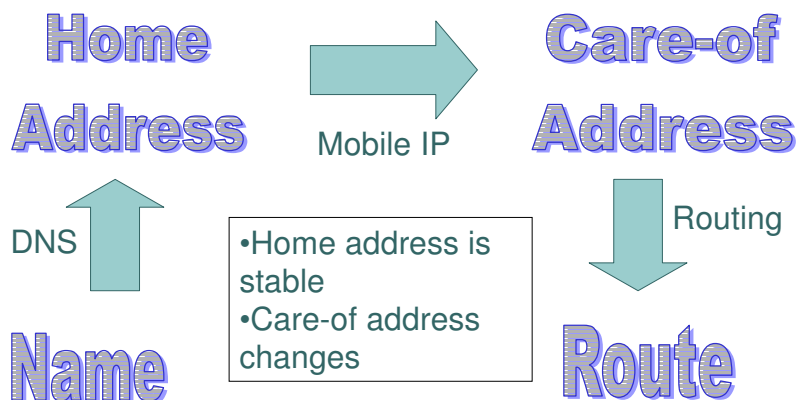 Home
Address
Care-of
Address
Mobile IP
DNS
Routing
•Home address is
stable
•Care-of address
changes
Name
Route